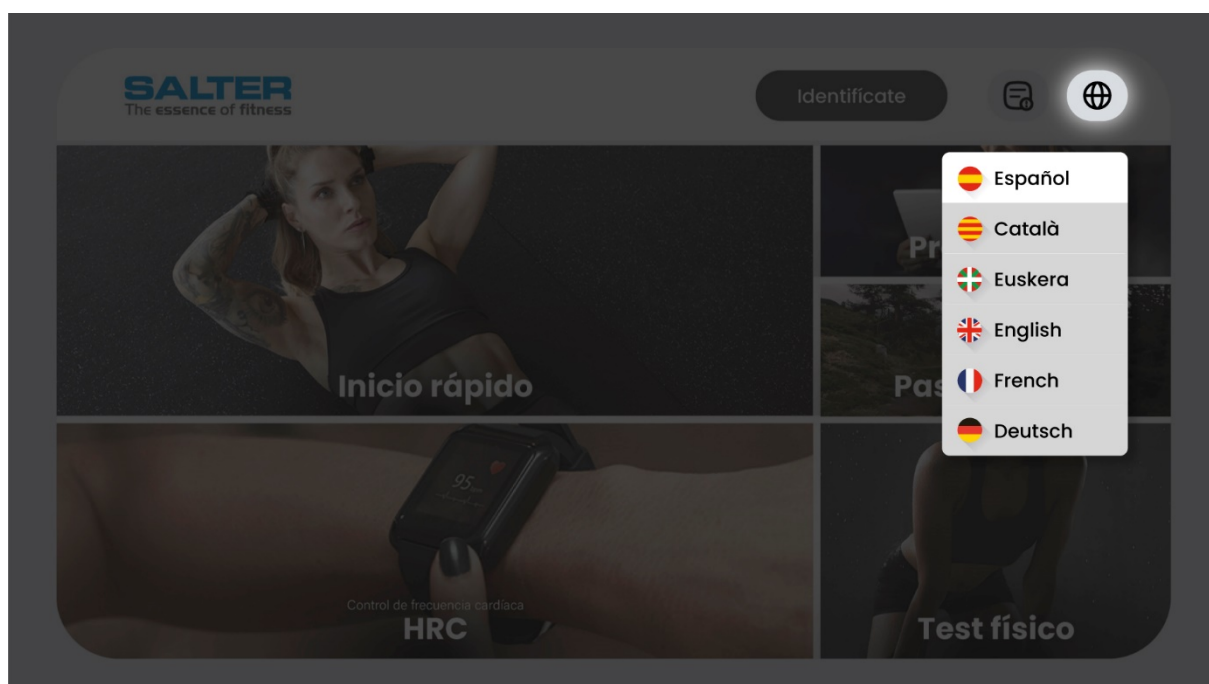 SALTER
The essence of fitness
Identifícate
Español
Català
Euskera
English
French
Deutsch
Inicio rápido
95
Control de frecuencia cardíaca
HRC
Test físico